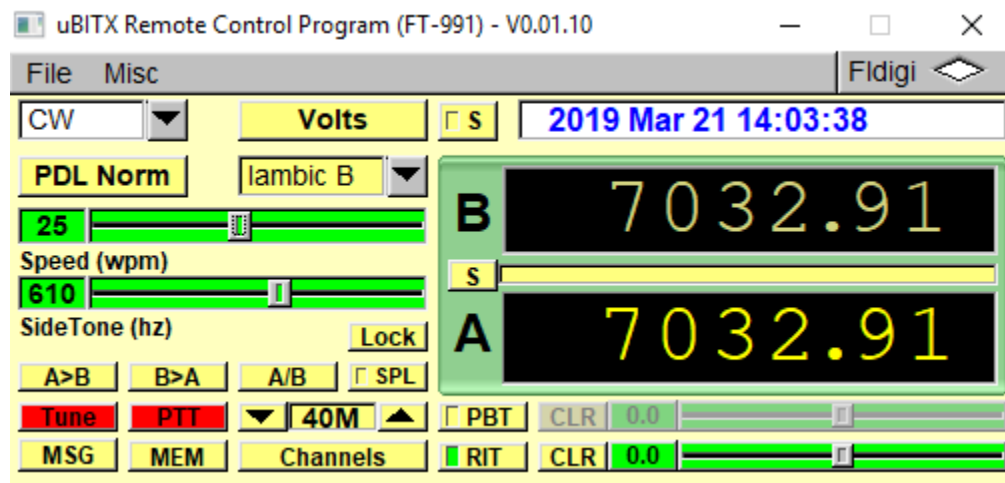 uBITX Remote Control Program (FT-991) - V0.01.10
File Misc Fldigi
CW Volts S 2019 Mar 21 14:03:38
PDL Norm Iambic B
B 7032.91
25
Speed (wpm)
S
610
SideTone (hz)
Lock
A 7032.91
A>B B>A A/B SPL
Tune PTT 40M PBT CLR 0.0
MSG MEM Channels RIT CLR 0.0